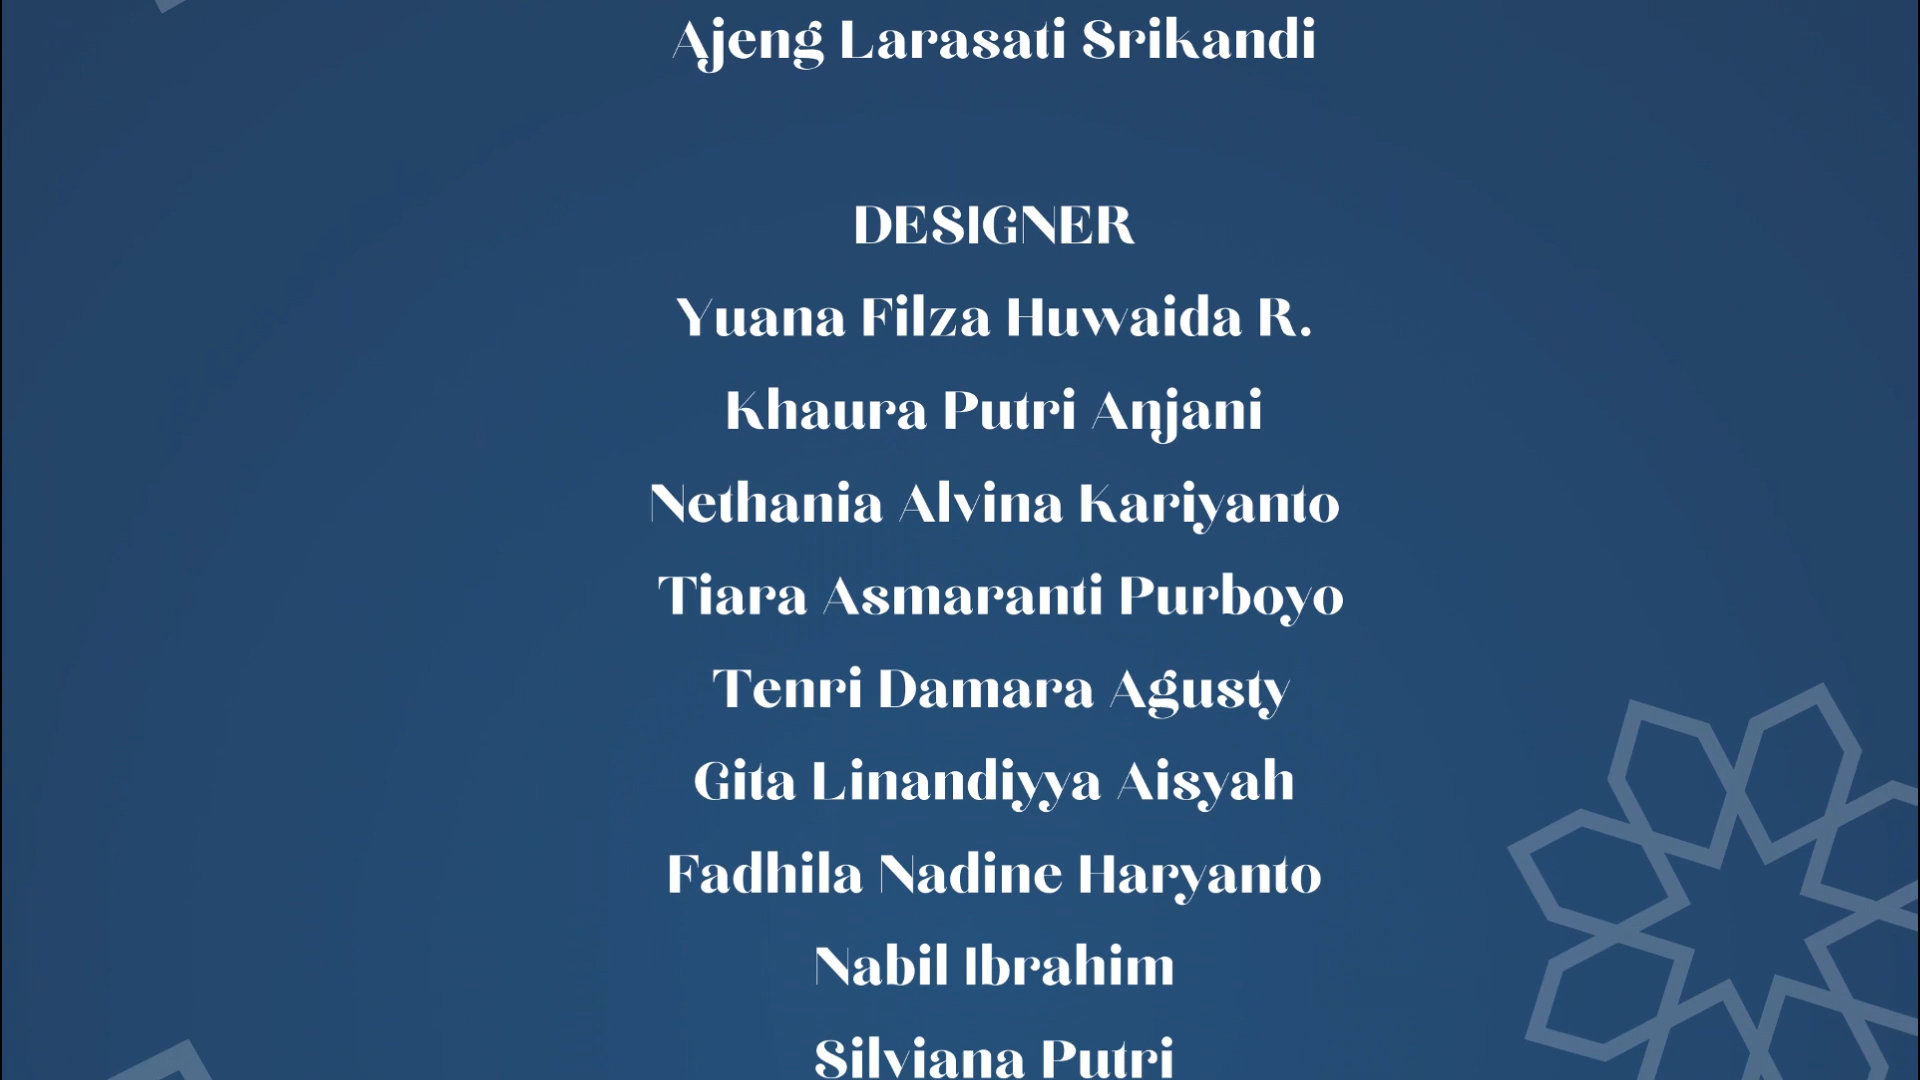 Ajeng Larasati Srikandi
DESIGNER
Yuana Filza Huwaida R.
Khaura Putri Anjani
Nethania Alvina Kariyanto
Tiara Asmaranti Purboyo
Tenri Damara Agusty
Gita Linandiyya Aisyah
Fadhila Nadine Haryanto
Nabil Ibrahim
Silviana Putri